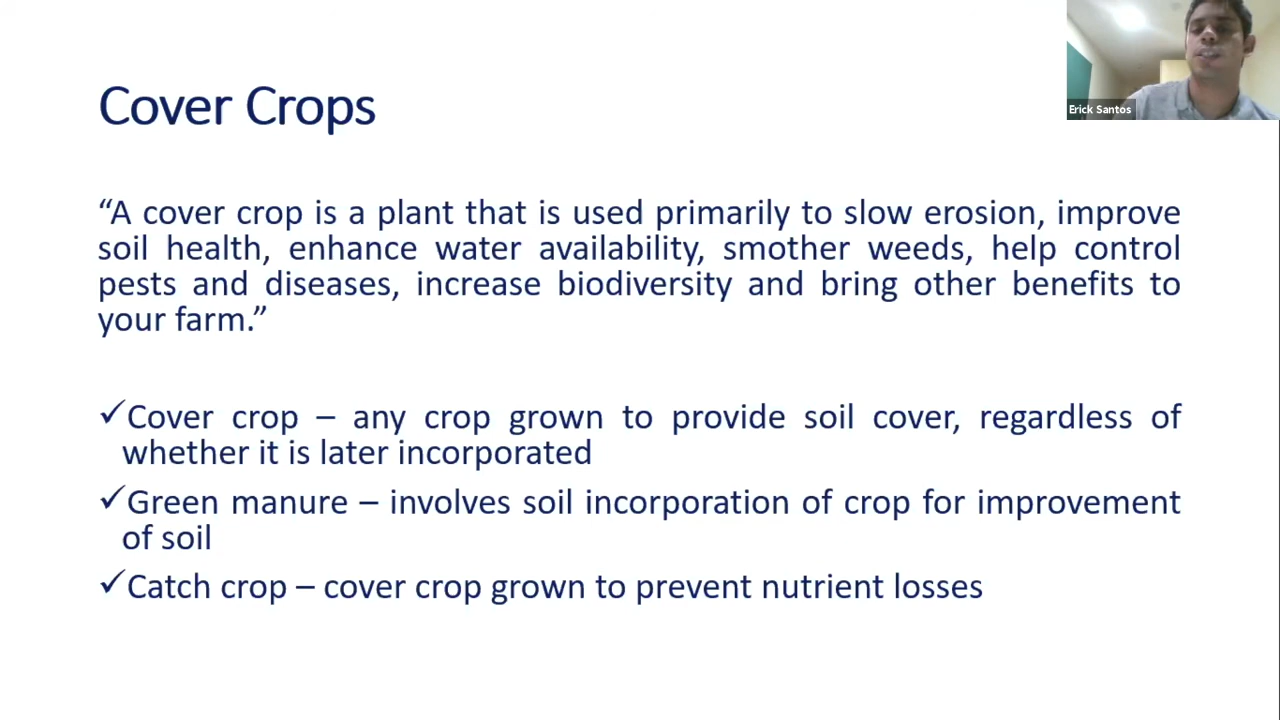 Cover Crops
Erick Santos
“A cover crop is a plant that is used primarily to slow erosion, improve
soil health, enhance water availability, smother weeds, help control
pests and diseases, increase biodiversity and bring other benefits to
your farm.”
✓Cover crop – any crop grown to provide soil cover, regardless of
whether it is later incorporated
✓Green manure – involves soil incorporation of crop for improvement
of soil
✓Catch crop – cover crop grown to prevent nutrient losses